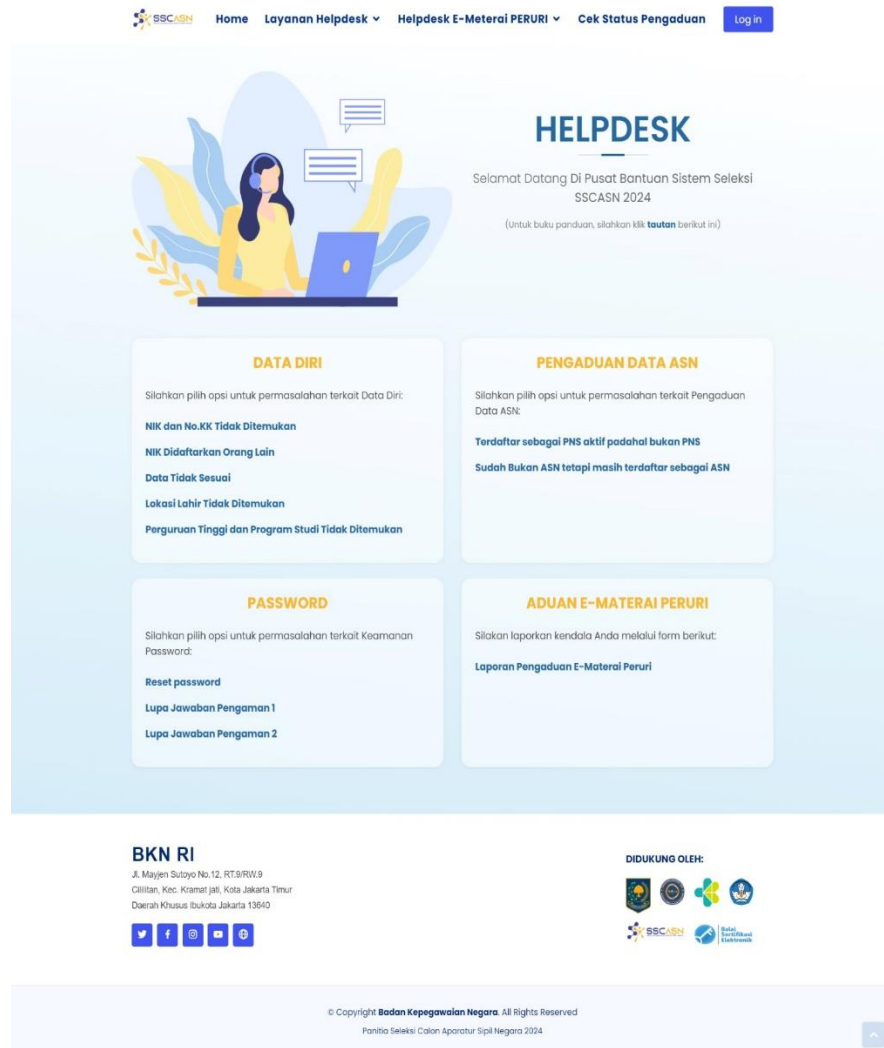 SSCASN Home Layanan Helpdesk Helpdesk E-Meterai PERURI Cek Status Pengaduan Log in
HELPDESK
Selamat Datang Di Pusat Bantuan Sistem Seleksi
SSCASN 2024
(Untuk buku panduan, silahkan klik tautan berikut ini)
DATA DIRI
Silahkan pilih opsi untuk permasalahan terkait Data Diri:
NIK dan No.KK Tidak Ditemukan
NIK Didaftarkan Orang Lain
Data Tidak Sesuai
Lokasi Lahir Tidak Ditemukan
Perguruan Tinggi dan Program Studi Tidak Ditemukan
PENGADUAN DATA ASN
Silahkan pilih opsi untuk permasalahan terkait Pengaduan
Data ASN:
Terdaftar sebagai PNS aktif padahal bukan PNS
Sudah Bukan ASN tetapi masih terdaftar sebagai ASN
PASSWORD
Silahkan pilih opsi untuk permasalahan terkait Keamanan
Password:
Reset password
Lupa Jawaban Pengaman 1
Lupa Jawaban Pengaman 2
ADUAN E-MATERAI PERURI
Silakan laporkan kendala Anda melalui form berikut:
Laporan Pengaduan E-Materai Peruri
BKN RI
Jl. Mayjen Sutoyo No.12, RT.9/RW.9
Cililitan, Kec. Kramat jati, Kota Jakarta Timur
Daerah Khusus Ibukota Jakarta 13640
DIDUKUNG OLEH:
SSCASN
Balai
Sertifikasi
Elektronik
© Copyright Badan Kepegawaian Negara. All Rights Reserved
Panitia Seleksi Calon Aparatur Sipil Negara 2024